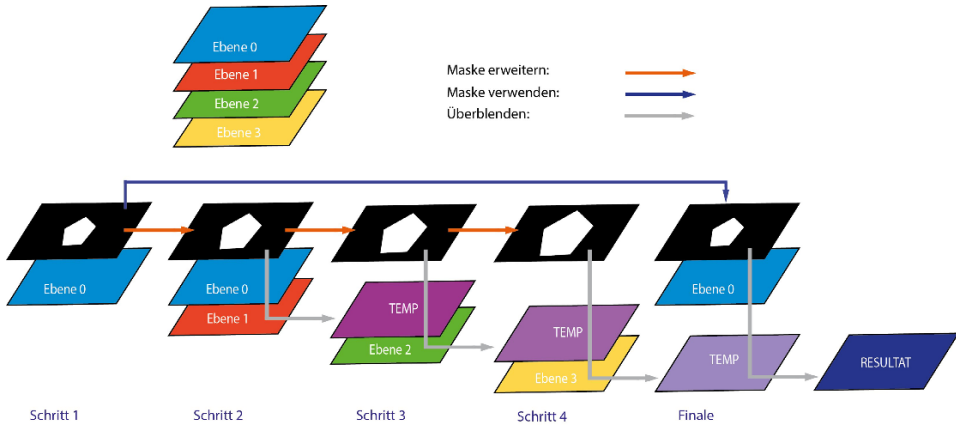 Ebene 0
Ebene 1
Ebene 2
Ebene 3
Maske erweitern:
Maske verwenden:
Überblenden:
Ebene 0
Ebene 0
Ebene 1
TEMP
Ebene 2
TEMP
Ebene 3
Ebene 0
TEMP
RESULTAT
Schritt 1
Schritt 2
Schritt 3
Schritt 4
Finale